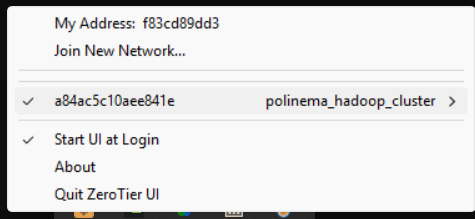 My Address: f83cd89dd3
Join New Network...
a84ac5c10aee841e polinema_hadoop_cluster
Start UI at Login
About
Quit ZeroTier UI